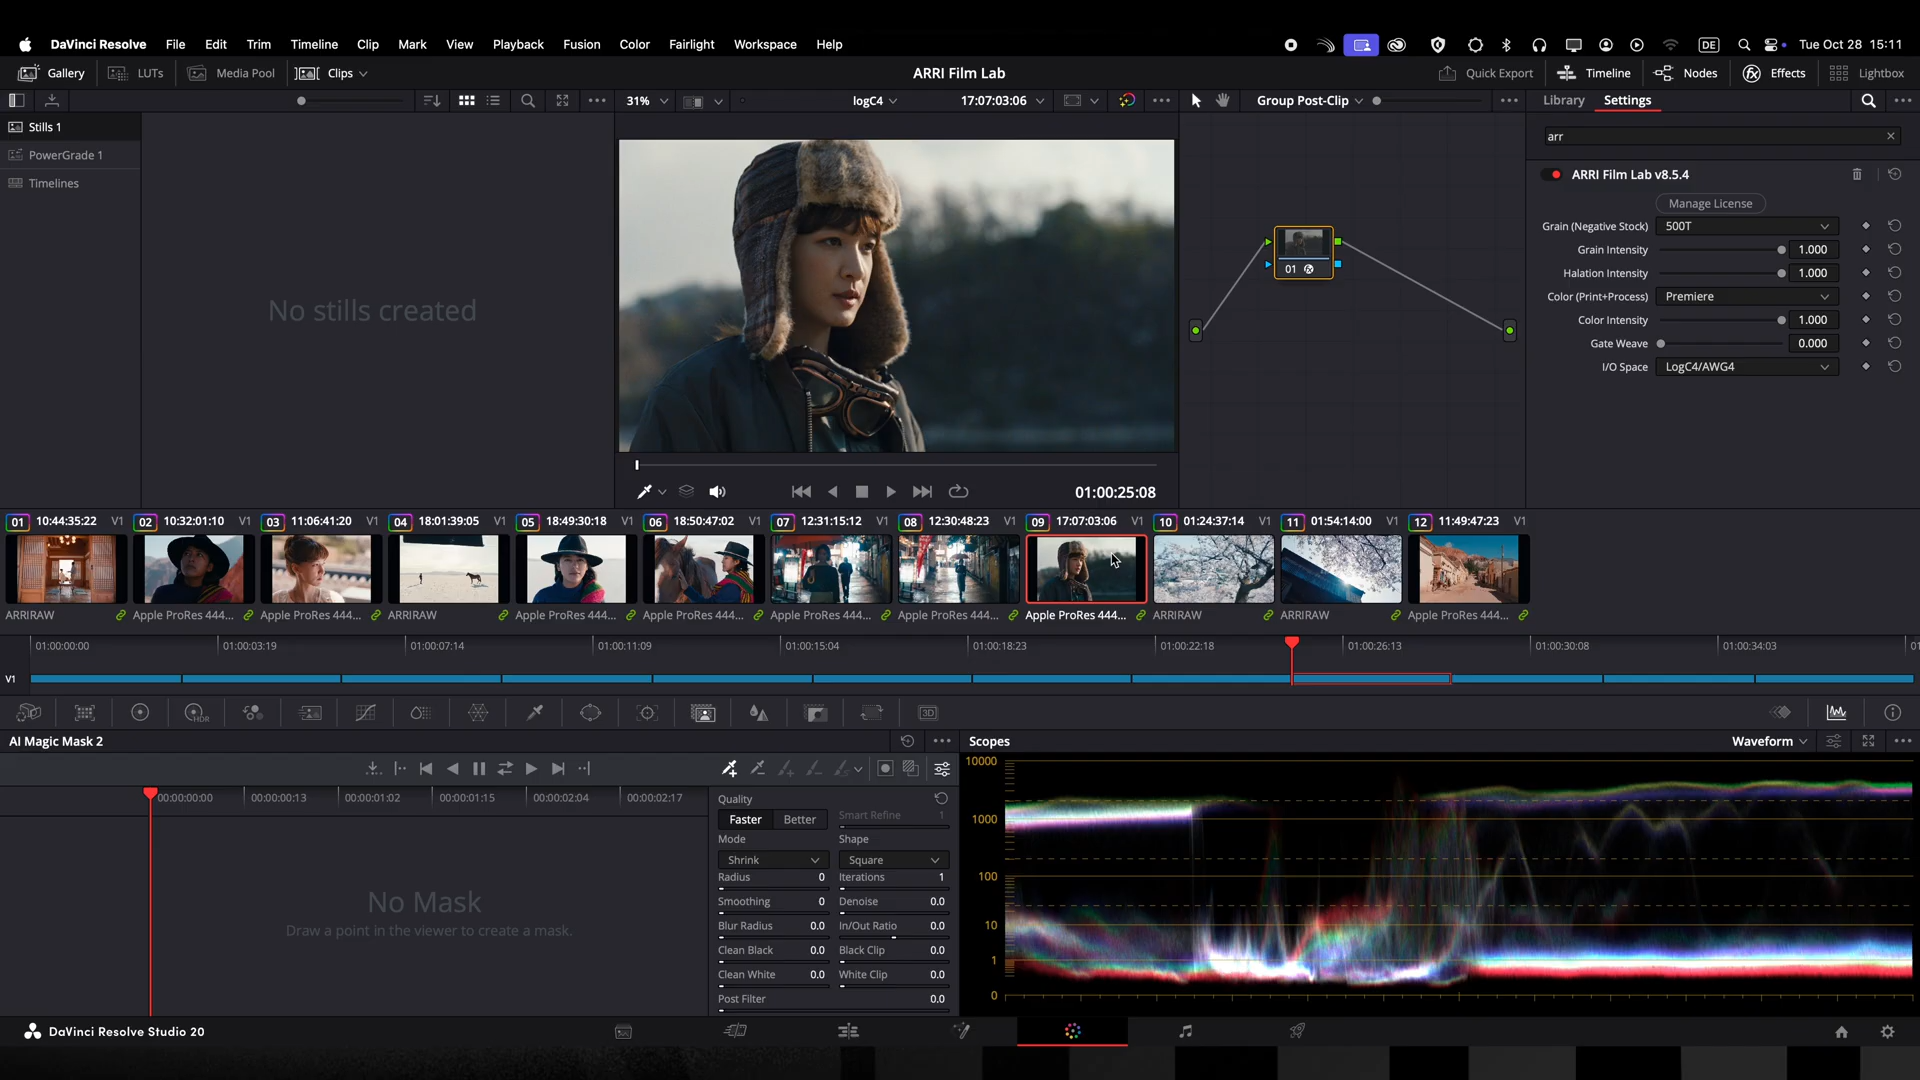 DaVinci Resolve File Edit Trim Timeline Clip Mark View Playback Fusion Color Fairlight Workspace Help DE Tue Oct 28 15:11
Gallery LUTs Media Pool Clips ARRI Film Lab Quick Export Timeline Nodes Effects Lightbox
31% logC4 17:07:03:06 Group Post-Clip Library Settings
Stills 1
PowerGrade 1
Timelines
No stills created
01
arr
ARRI Film Lab v8.5.4
Manage License
Grain (Negative Stock) 500T
Grain Intensity 1.000
Halation Intensity 1.000
Color (Print+Process) Premiere
Color Intensity 1.000
Gate Weave 0.000
I/O Space LogC4/AWG4
01:00:25:08
01 10:44:35:22 V1 02 10:32:01:10 V1 03 11:06:41:20 V1 04 18:01:39:05 V1 05 18:49:30:18 V1 06 18:50:47:02 V1 07 12:31:15:12 V1 08 12:30:48:23 V1 09 17:07:03:06 V1 10 01:24:37:14 V1 11 01:54:14:00 V1 12 11:49:47:23 V1
ARRIRAW Apple ProRes 444... Apple ProRes 444... ARRIRAW Apple ProRes 444... Apple ProRes 444... Apple ProRes 444... Apple ProRes 444... Apple ProRes 444... ARRIRAW ARRIRAW Apple ProRes 444...
01:00:00:00 01:00:03:19 01:00:07:14 01:00:11:09 01:00:15:04 01:00:18:23 01:00:22:18 01:00:26:13 01:00:30:08 01:00:34:03 01
V1
HDR 3D
AI Magic Mask 2
00:00:00:00 00:00:00:13 00:00:01:02 00:00:01:15 00:00:02:04 00:00:02:17
No Mask
Draw a point in the viewer to create a mask.
Quality
Faster Better Smart Refine 1
Mode Shape
Shrink Square
Radius 0 Iterations 1
Smoothing 0 Denoise 0.0
Blur Radius 0.0 In/Out Ratio 0.0
Clean Black 0.0 Black Clip 0.0
Clean White 0.0 White Clip 0.0
Post Filter 0.0
Scopes Waveform
10000
1000
100
10
1
0
DaVinci Resolve Studio 20